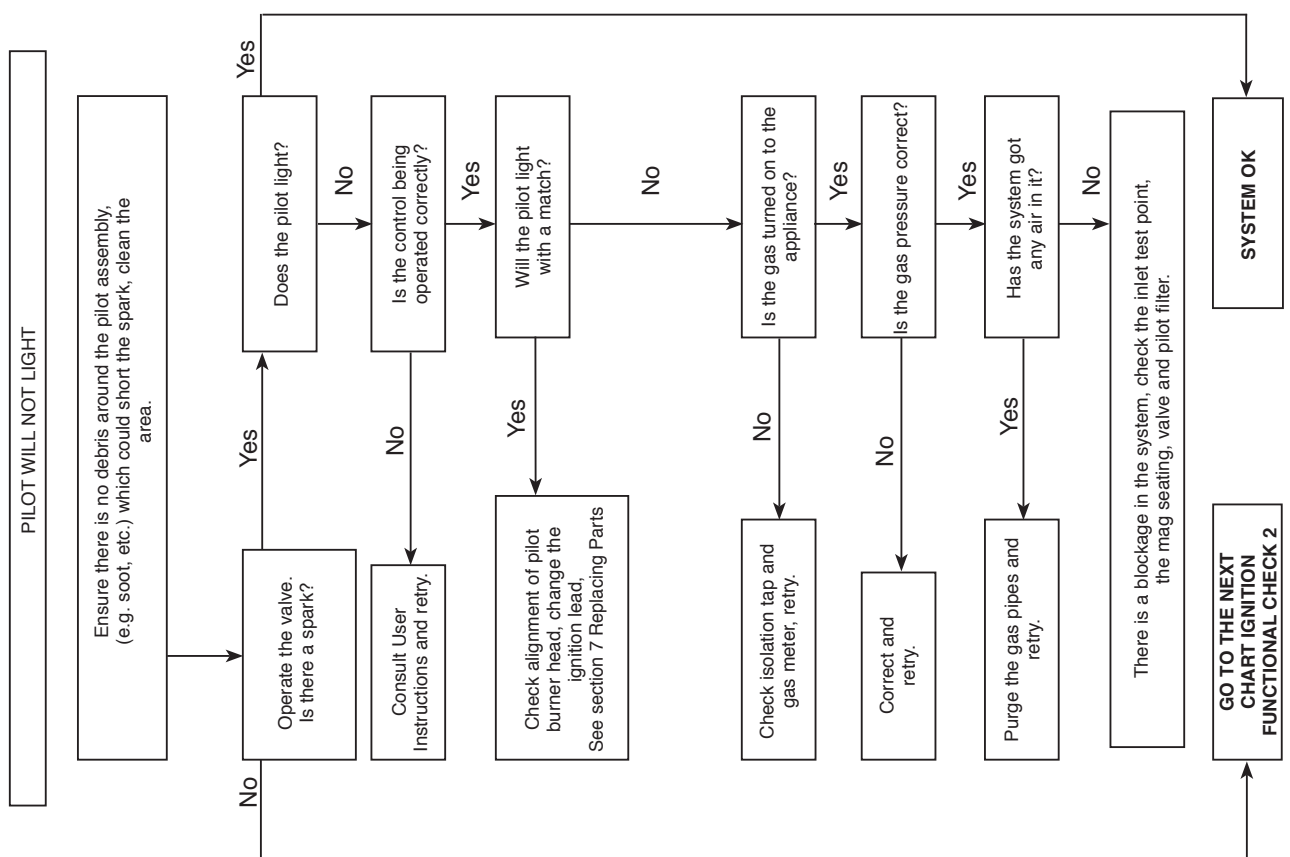 PILOT WILL NOT LIGHT
Ensure there is no debris around the pilot assembly,
(e.g. soot, etc.) which could short the spark, clean the
area.
Operate the valve.
Is there a spark?
Yes
No
Does the pilot light?
Yes
No
Is the control being
operated correctly?
No
Consult User
Instructions and retry.
Yes
Will the pilot light
with a match?
Yes
Check alignment of pilot
burner head, change the
ignition lead,
See section 7 Replacing Parts
No
Is the gas turned on to the
appliance?
No
Check isolation tap and
gas meter, retry.
Yes
Is the gas pressure correct?
No
Correct and
retry.
Yes
Has the system got
any air in it?
Yes
Purge the gas pipes and
retry.
No
There is a blockage in the system, check the inlet test point,
the mag seating, valve and pilot filter.
GO TO THE NEXT
CHART IGNITION
FUNCTIONAL CHECK 2
SYSTEM OK